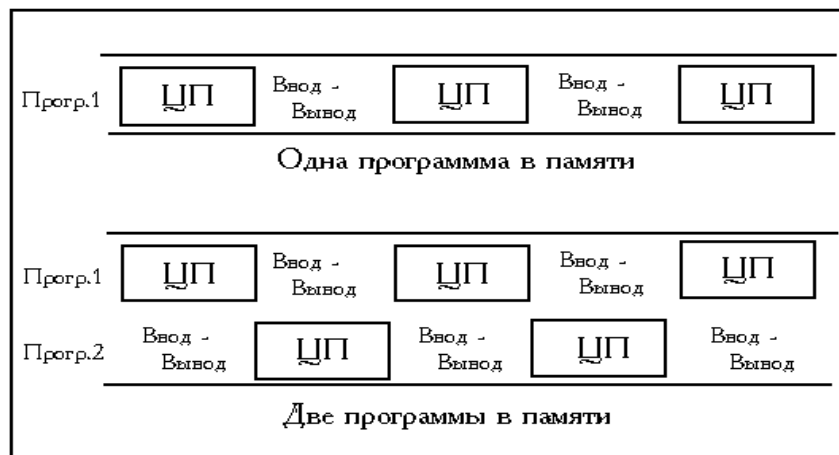 Прогр.1 ЦП Ввод - Вывод ЦП Ввод - Вывод ЦП
Одна программма в памяти
Прогр.1 ЦП Ввод - Вывод ЦП Ввод - Вывод ЦП
Прогр.2 Ввод - Вывод ЦП Ввод - Вывод ЦП Ввод - Вывод
Две программы в памяти